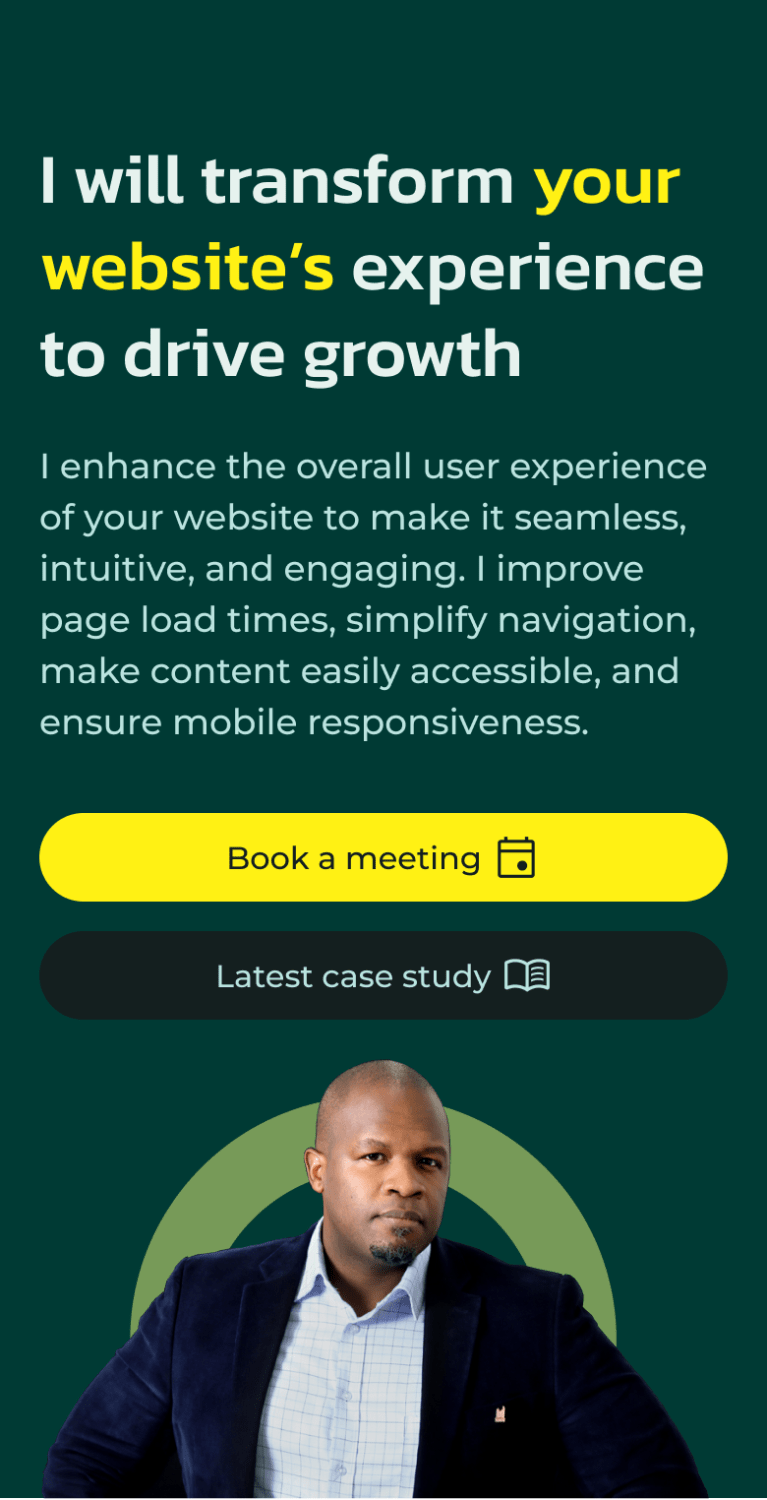 I will transform your
website’s experience
to drive growth
I enhance the overall user experience
of your website to make it seamless,
intuitive, and engaging. I improve
page load times, simplify navigation,
make content easily accessible, and
ensure mobile responsiveness.
Book a meeting
Latest case study